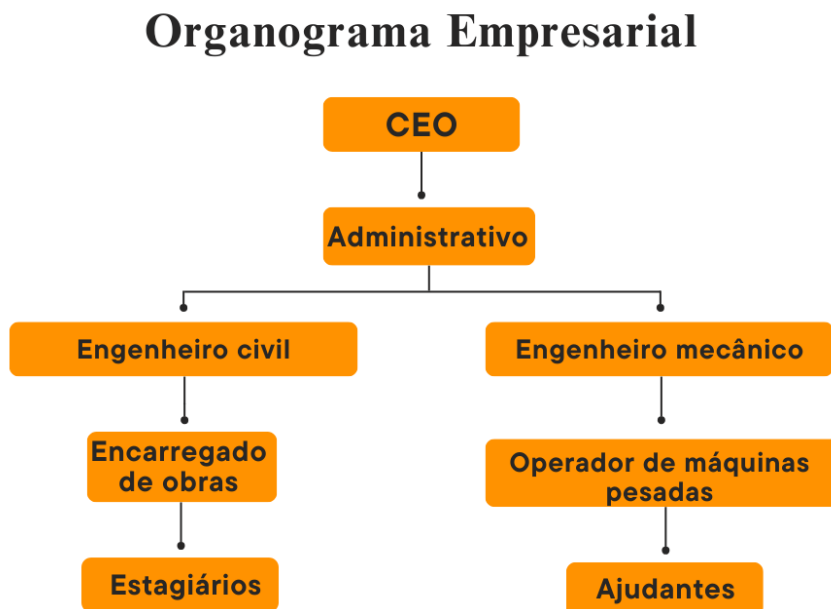 Organograma Empresarial
CEO
Administrativo
Engenheiro civil
Engenheiro mecânico
Encarregado
de obras
Operador de máquinas
pesadas
Estagiários
Ajudantes